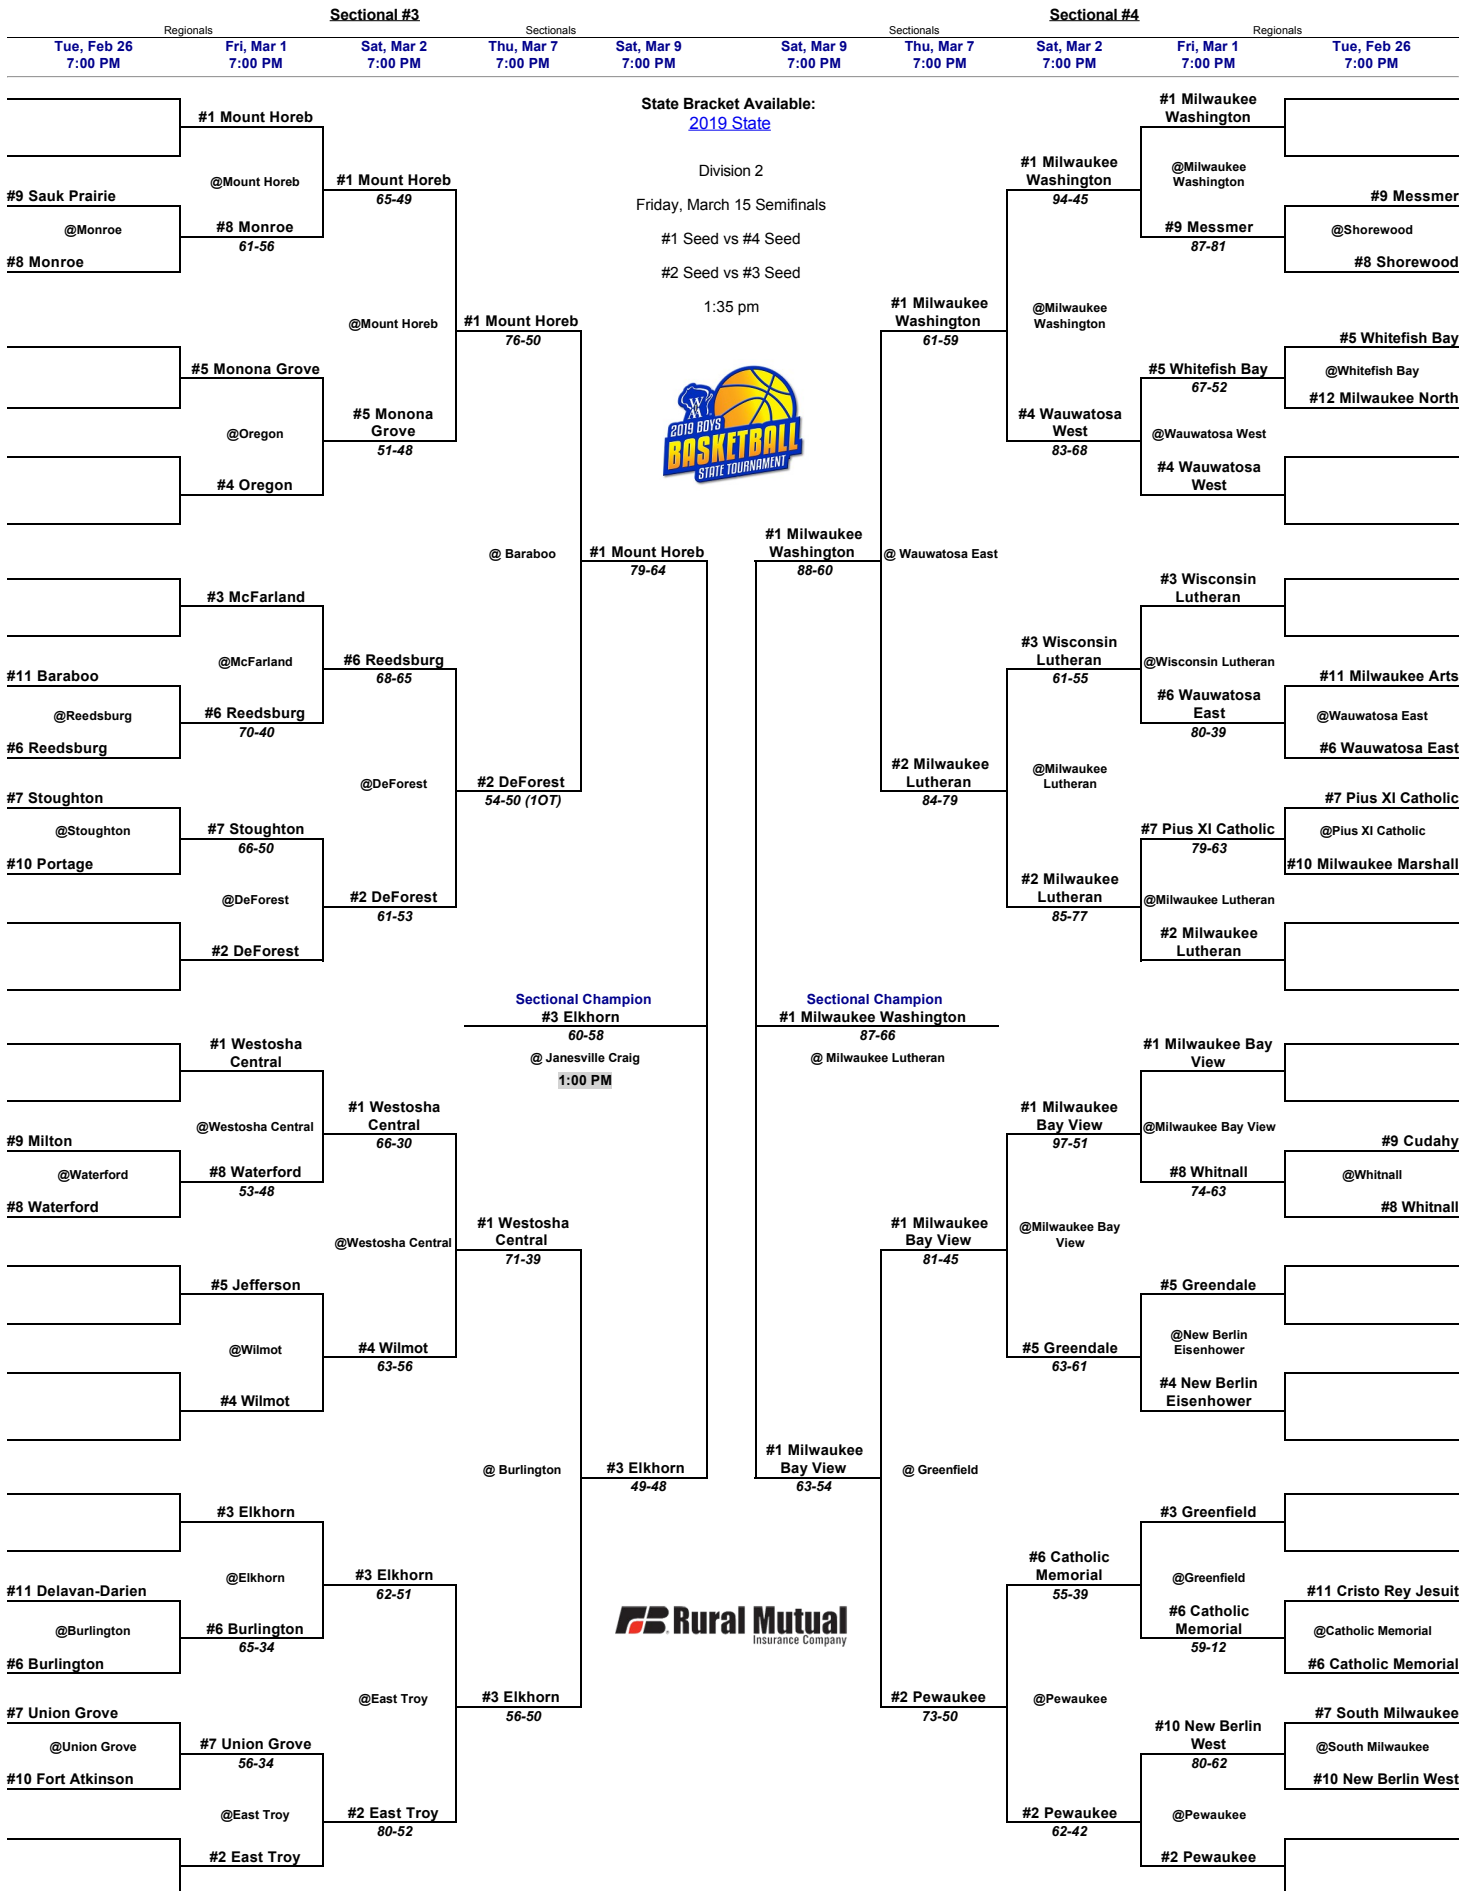 Sectional #3
Sectional #4
Regionals
Sectionals
Sectionals
Regionals
Tue, Feb 26
7:00 PM
Fri, Mar 1
7:00 PM
Sat, Mar 2
7:00 PM
Thu, Mar 7
7:00 PM
Sat, Mar 9
7:00 PM
Sat, Mar 9
7:00 PM
Thu, Mar 7
7:00 PM
Sat, Mar 2
7:00 PM
Fri, Mar 1
7:00 PM
Tue, Feb 26
7:00 PM
#9 Sauk Prairie
@Monroe
#8 Monroe
#11 Baraboo
@Reedsburg
#6 Reedsburg
#7 Stoughton
@Stoughton
#10 Portage
#9 Milton
@Waterford
#8 Waterford
#11 Delavan-Darien
@Burlington
#6 Burlington
#7 Union Grove
@Union Grove
#10 Fort Atkinson
#1 Mount Horeb
@Mount Horeb
#8 Monroe
61-56
#5 Monona Grove
@Oregon
#4 Oregon
#3 McFarland
@McFarland
#6 Reedsburg
70-40
#7 Stoughton
66-50
@DeForest
#2 DeForest
#1 Westosha
Central
@Westosha Central
#8 Waterford
53-48
#5 Jefferson
@Wilmot
#4 Wilmot
#3 Elkhorn
@Elkhorn
#6 Burlington
65-34
#7 Union Grove
56-34
@East Troy
#2 East Troy
#1 Mount Horeb
65-49
@Mount Horeb
#5 Monona
Grove
51-48
#6 Reedsburg
68-65
@DeForest
#2 DeForest
61-53
#1 Westosha
Central
66-30
@Westosha Central
#4 Wilmot
63-56
#3 Elkhorn
62-51
@East Troy
#2 East Troy
80-52
#1 Mount Horeb
76-50
@ Baraboo
#2 DeForest
54-50 (1OT)
#1 Westosha
Central
71-39
@ Burlington
#3 Elkhorn
56-50
#1 Mount Horeb
79-64
Sectional Champion
#3 Elkhorn
60-58
@ Janesville Craig
1:00 PM
#3 Elkhorn
49-48
State Bracket Available:
2019 State
Division 2
Friday, March 15 Semifinals
#1 Seed vs #4 Seed
#2 Seed vs #3 Seed
1:35 pm
2019 BOYS
BASKETBALL
STATE TOURNAMENT
Rural Mutual
Insurance Company
#1 Milwaukee
Washington
88-60
Sectional Champion
#1 Milwaukee Washington
87-66
@ Milwaukee Lutheran
#1 Milwaukee
Bay View
63-54
#1 Milwaukee
Washington
61-59
@ Wauwatosa East
#2 Milwaukee
Lutheran
84-79
#1 Milwaukee
Bay View
81-45
@ Greenfield
#2 Pewaukee
73-50
#1 Milwaukee
Washington
94-45
@Milwaukee
Washington
#4 Wauwatosa
West
83-68
#3 Wisconsin
Lutheran
61-55
@Milwaukee
Lutheran
#2 Milwaukee
Lutheran
85-77
#1 Milwaukee
Bay View
97-51
@Milwaukee Bay
View
#5 Greendale
63-61
#6 Catholic
Memorial
55-39
@Pewaukee
#2 Pewaukee
62-42
#1 Milwaukee
Washington
@Milwaukee
Washington
#9 Messmer
87-81
#5 Whitefish Bay
67-52
@Wauwatosa West
#4 Wauwatosa
West
#3 Wisconsin
Lutheran
@Wisconsin Lutheran
#6 Wauwatosa
East
80-39
#7 Pius XI Catholic
79-63
@Milwaukee Lutheran
#2 Milwaukee
Lutheran
#1 Milwaukee Bay
View
@Milwaukee Bay View
#8 Whitnall
74-63
#5 Greendale
@New Berlin
Eisenhower
#4 New Berlin
Eisenhower
#3 Greenfield
@Greenfield
#6 Catholic
Memorial
59-12
#10 New Berlin
West
80-62
@Pewaukee
#2 Pewaukee
#9 Messmer
@Shorewood
#8 Shorewood
#5 Whitefish Bay
@Whitefish Bay
#12 Milwaukee North
#11 Milwaukee Arts
@Wauwatosa East
#6 Wauwatosa East
#7 Pius XI Catholic
@Pius XI Catholic
#10 Milwaukee Marshall
#9 Cudahy
@Whitnall
#8 Whitnall
#11 Cristo Rey Jesuit
@Catholic Memorial
#6 Catholic Memorial
#7 South Milwaukee
@South Milwaukee
#10 New Berlin West